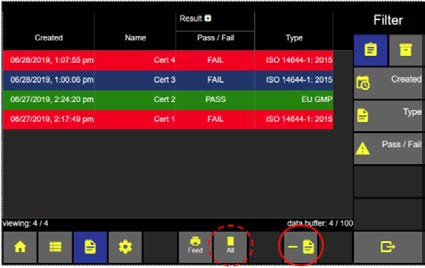 Result
Filter
Created Name Pass / Fail Type
06/28/2019, 1:07:55 pm Cert 4 FAIL ISO 14644-1: 2015
06/28/2019, 1:00:06 pm Cert 3 FAIL ISO 14644-1: 2015
06/27/2019, 2:24:20 pm Cert 2 PASS EU GMP
06/27/2019, 2:17:49 pm Cert 1 FAIL ISO 14644-1: 2015
Created
Type
Pass / Fail
viewing: 4 / 4 data buffer: 4 / 100
Feed All